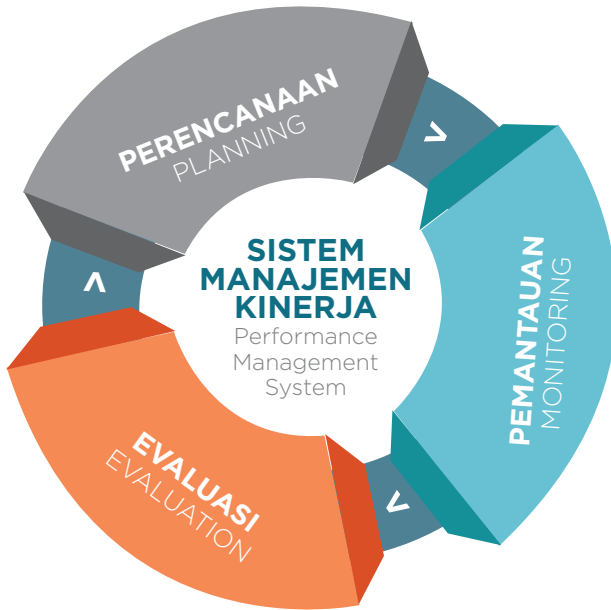 PERENCANAAN
PLANNING
SISTEM
MANAJEMEN
KINERJA
Performance
Management
System
PEMANTAUAN
MONITORING
EVALUASI
EVALUATION